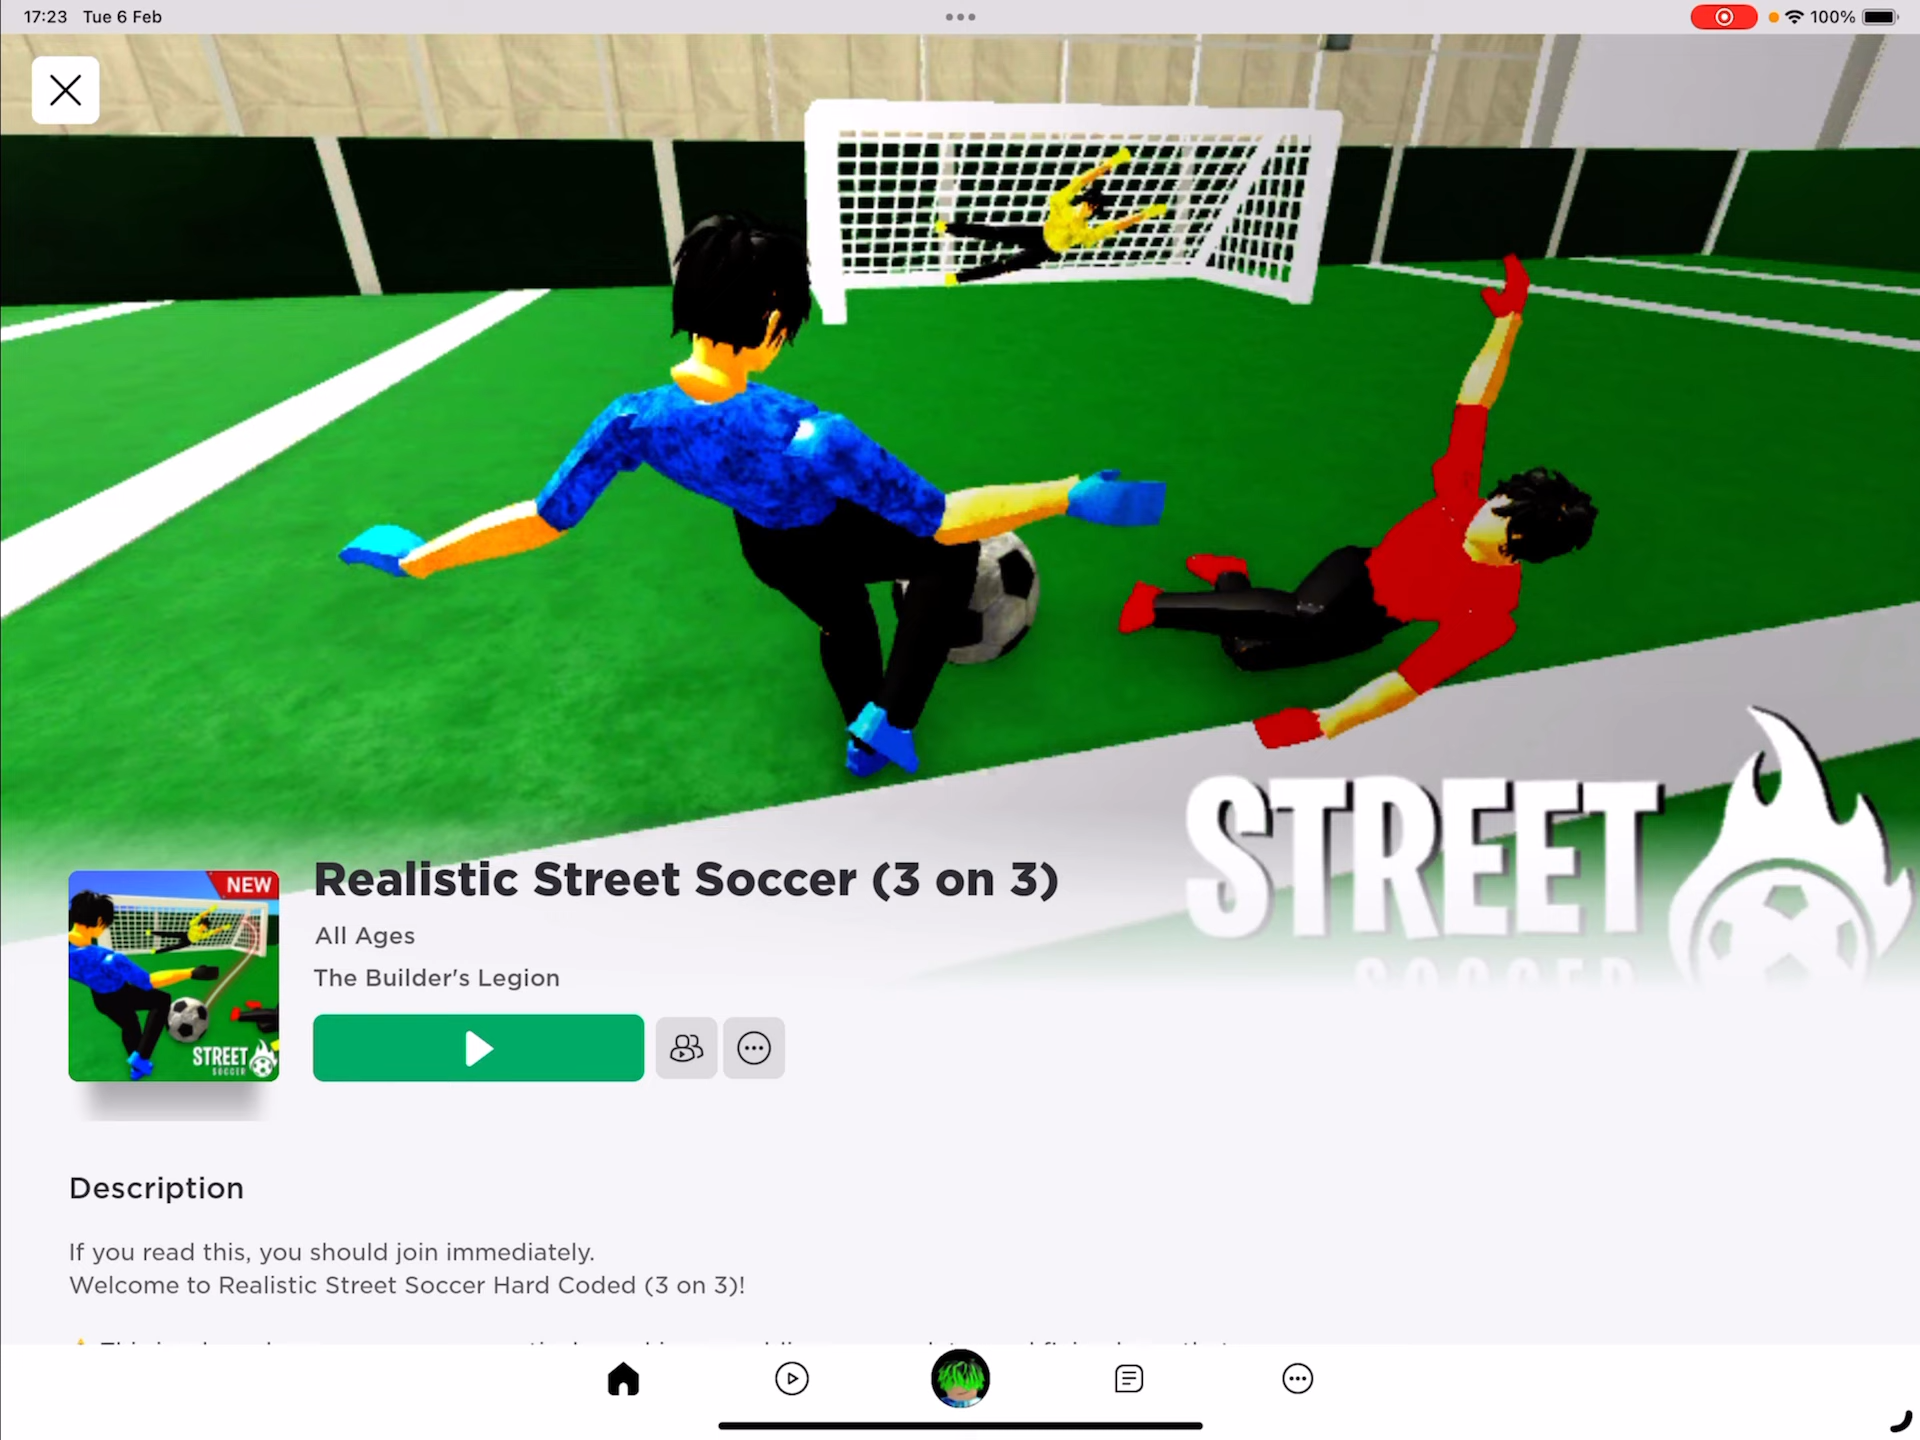 17:23 Tue 6 Feb
100%
STREET
SOCCER
NEW
STREET
SOCCER
Realistic Street Soccer (3 on 3)
All Ages
The Builder's Legion
Description
If you read this, you should join immediately.
Welcome to Realistic Street Soccer Hard Coded (3 on 3)!